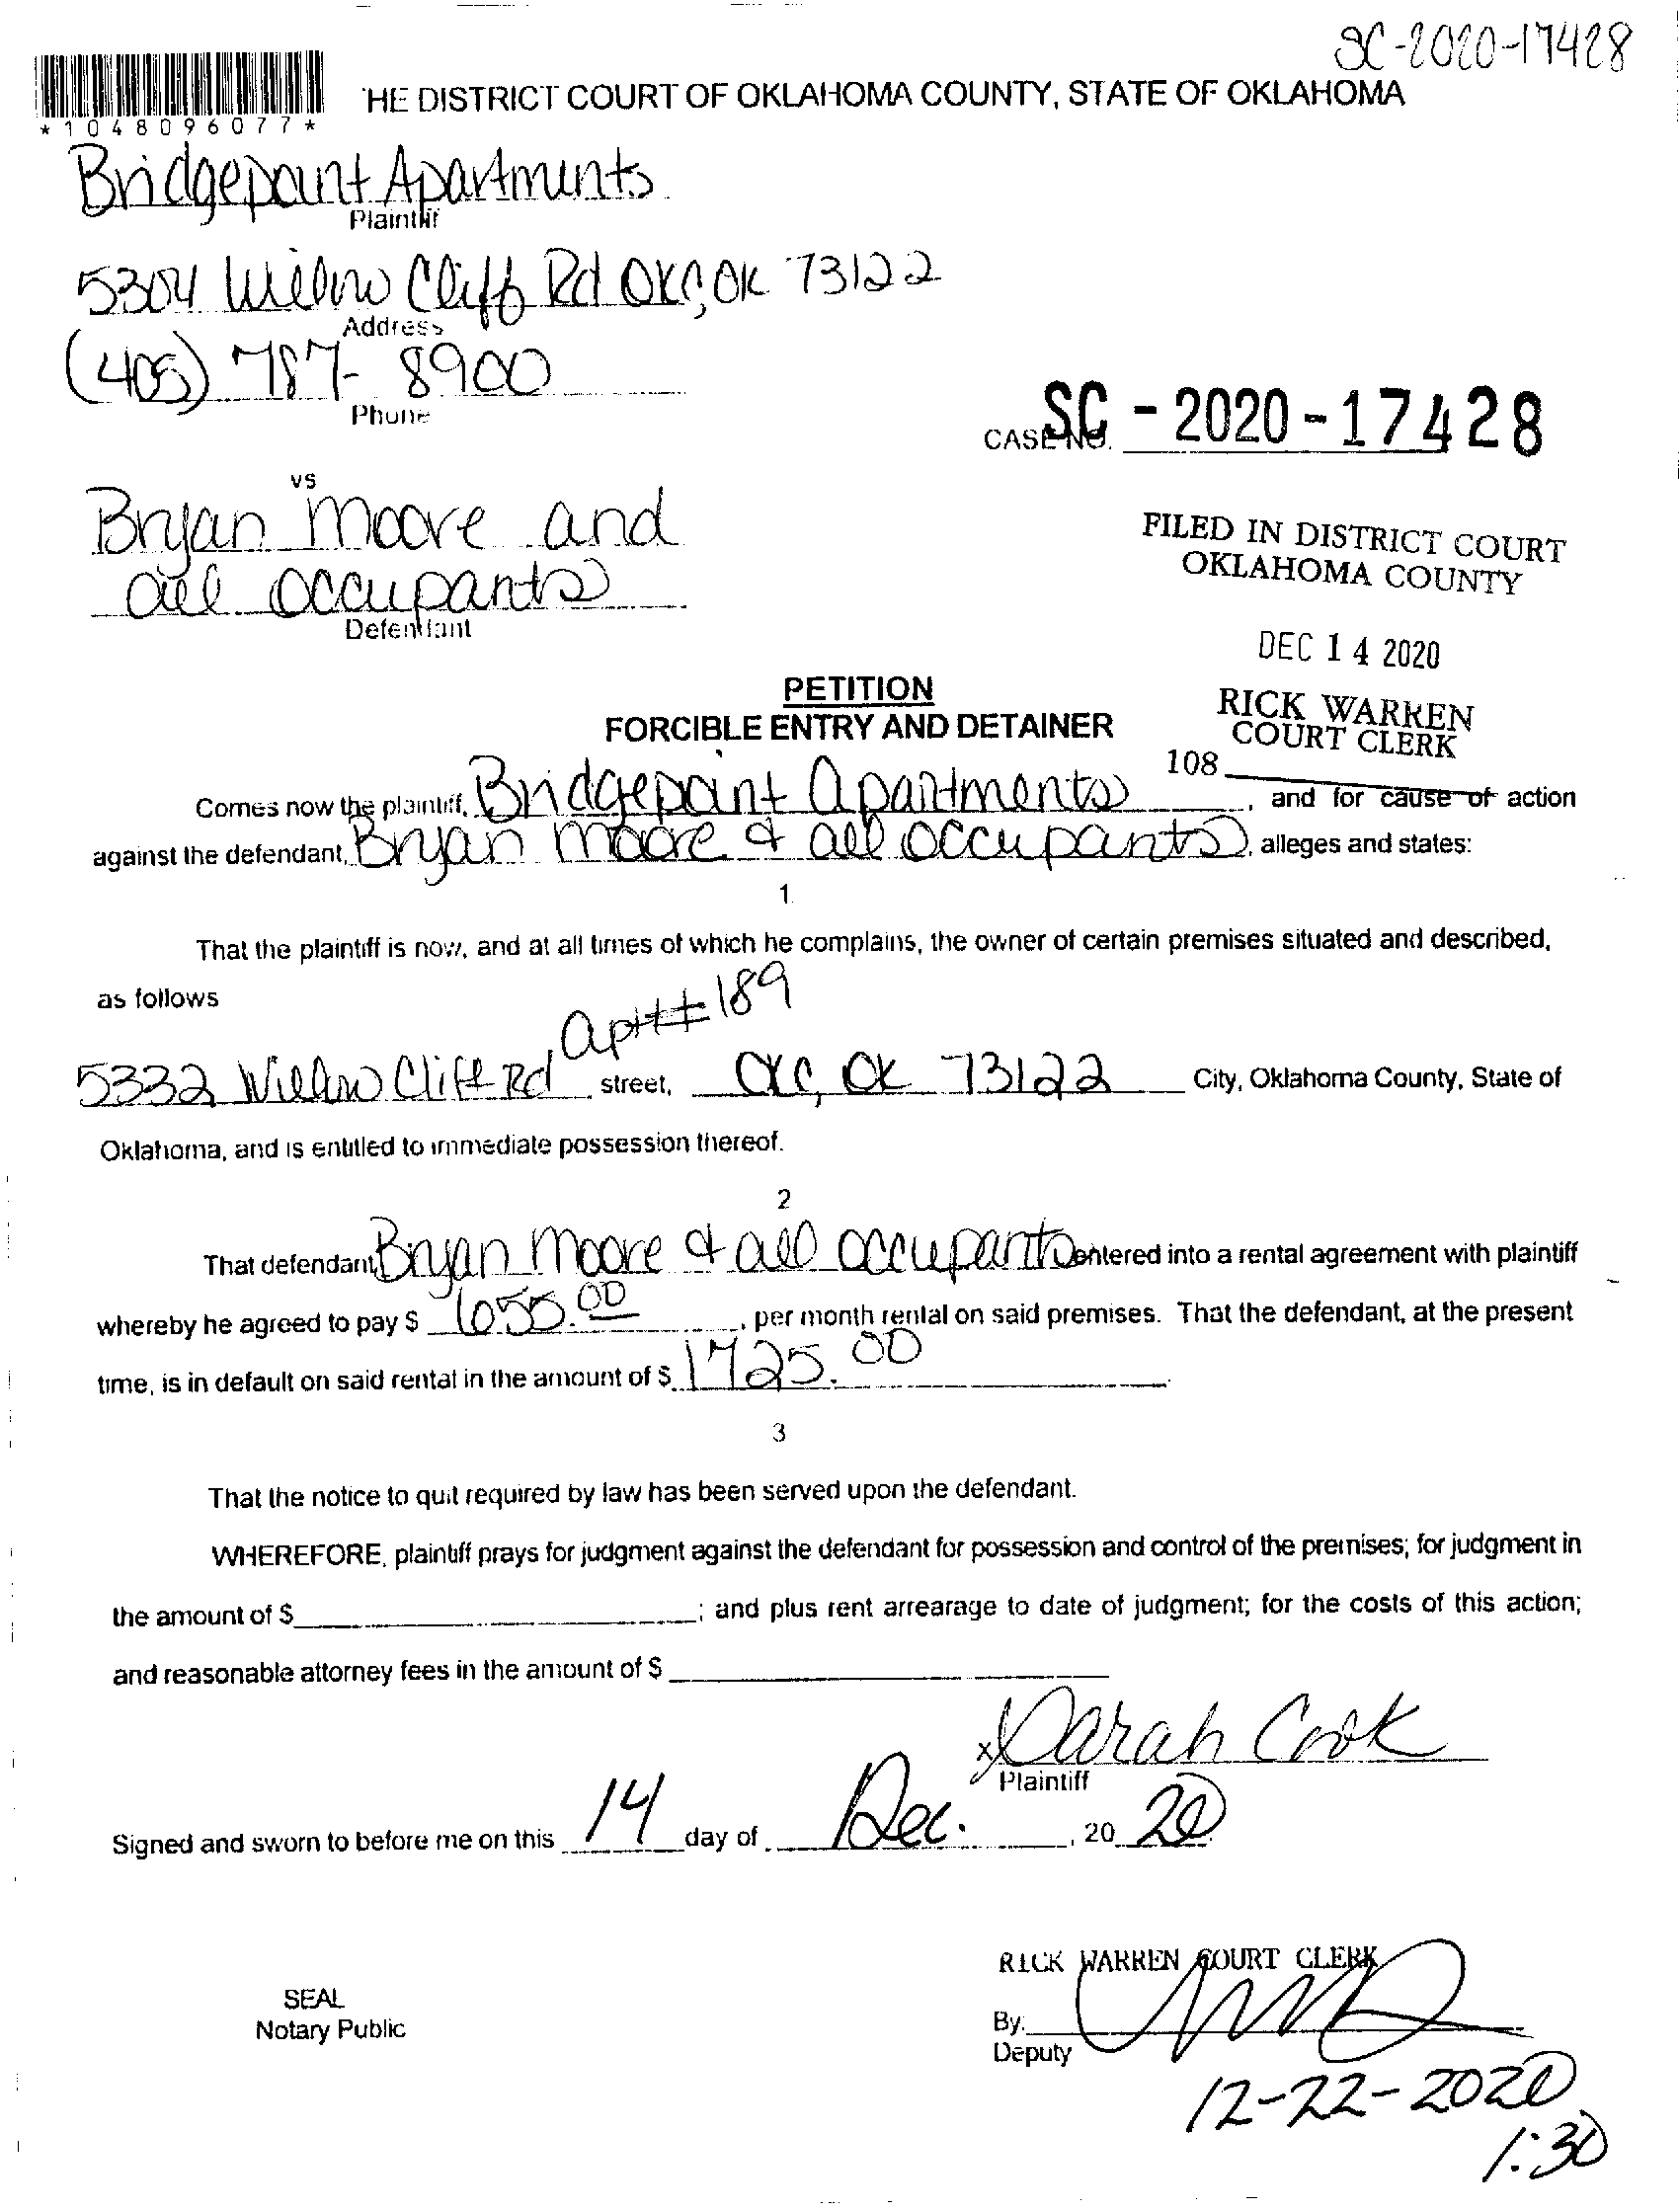 SC-2020-17428
THE DISTRICT COURT OF OKLAHOMA COUNTY, STATE OF OKLAHOMA
*1048096077*
Bridgepoint Apartments
Plaintiff
5304 Willow Cliff Rd OKC, OK 73122
Address
(405) 787-8900
Phone
CASE NO. SC-2020-17428
vs
Bryan Moore and
all occupants
Defendant
FILED IN DISTRICT COURT
OKLAHOMA COUNTY
DEC 14 2020
RICK WARREN
COURT CLERK
108
PETITION
FORCIBLE ENTRY AND DETAINER
Comes now the plaintiff, Bridgepoint Apartments, and for cause of action
against the defendant, Bryan Moore & all occupants, alleges and states:
1.
That the plaintiff is now, and at all times of which he complains, the owner of certain premises situated and described,
as follows
apt# 189
5332 Willow Cliff Rd street, OKC, OK 73122 City, Oklahoma County, State of
Oklahoma, and is entitled to immediate possession thereof.
2
That defendant, Bryan Moore & all occupants entered into a rental agreement with plaintiff
whereby he agreed to pay $ 655.00, per month rental on said premises. That the defendant, at the present
time, is in default on said rental in the amount of $ 1725.00.
3
That the notice to quit required by law has been served upon the defendant.
WHEREFORE, plaintiff prays for judgment against the defendant for possession and control of the premises; for judgment in
the amount of $ ; and plus rent arrearage to date of judgment; for the costs of this action;
and reasonable attorney fees in the amount of $
x Sarah Cook
Plaintiff
Signed and sworn to before me on this 14 day of Dec., 20 20.
RICK WARREN COURT CLERK
SEAL
Notary Public
By:
Deputy
12-22-2020
1:30